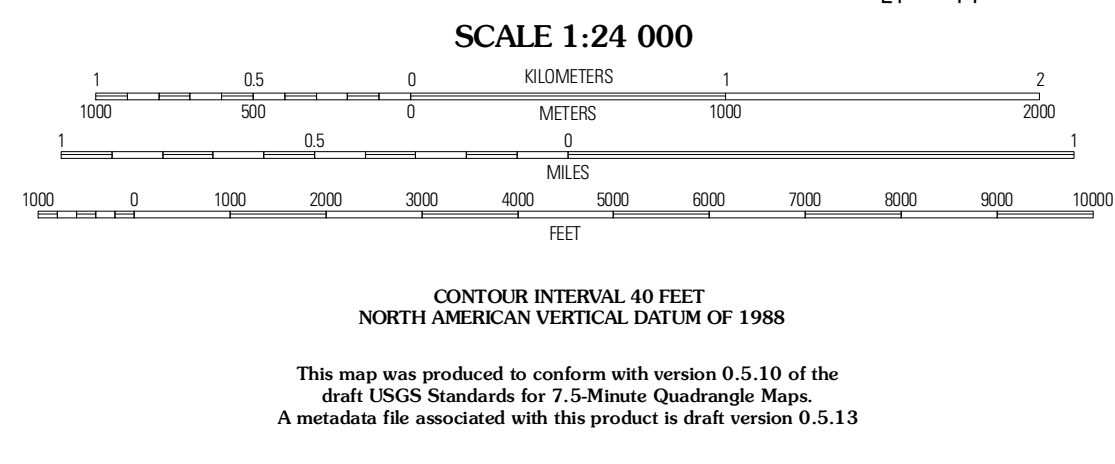 SCALE 1:24 000
1 0.5 0 KILOMETERS 1 2
1000 500 0 METERS 1000 2000
1 0.5 0 1
MILES
1000 0 1000 2000 3000 4000 5000 6000 7000 8000 9000 10000
FEET
CONTOUR INTERVAL 40 FEET
NORTH AMERICAN VERTICAL DATUM OF 1988
This map was produced to conform with version 0.5.10 of the
draft USGS Standards for 7.5-Minute Quadrangle Maps.
A metadata file associated with this product is draft version 0.5.13